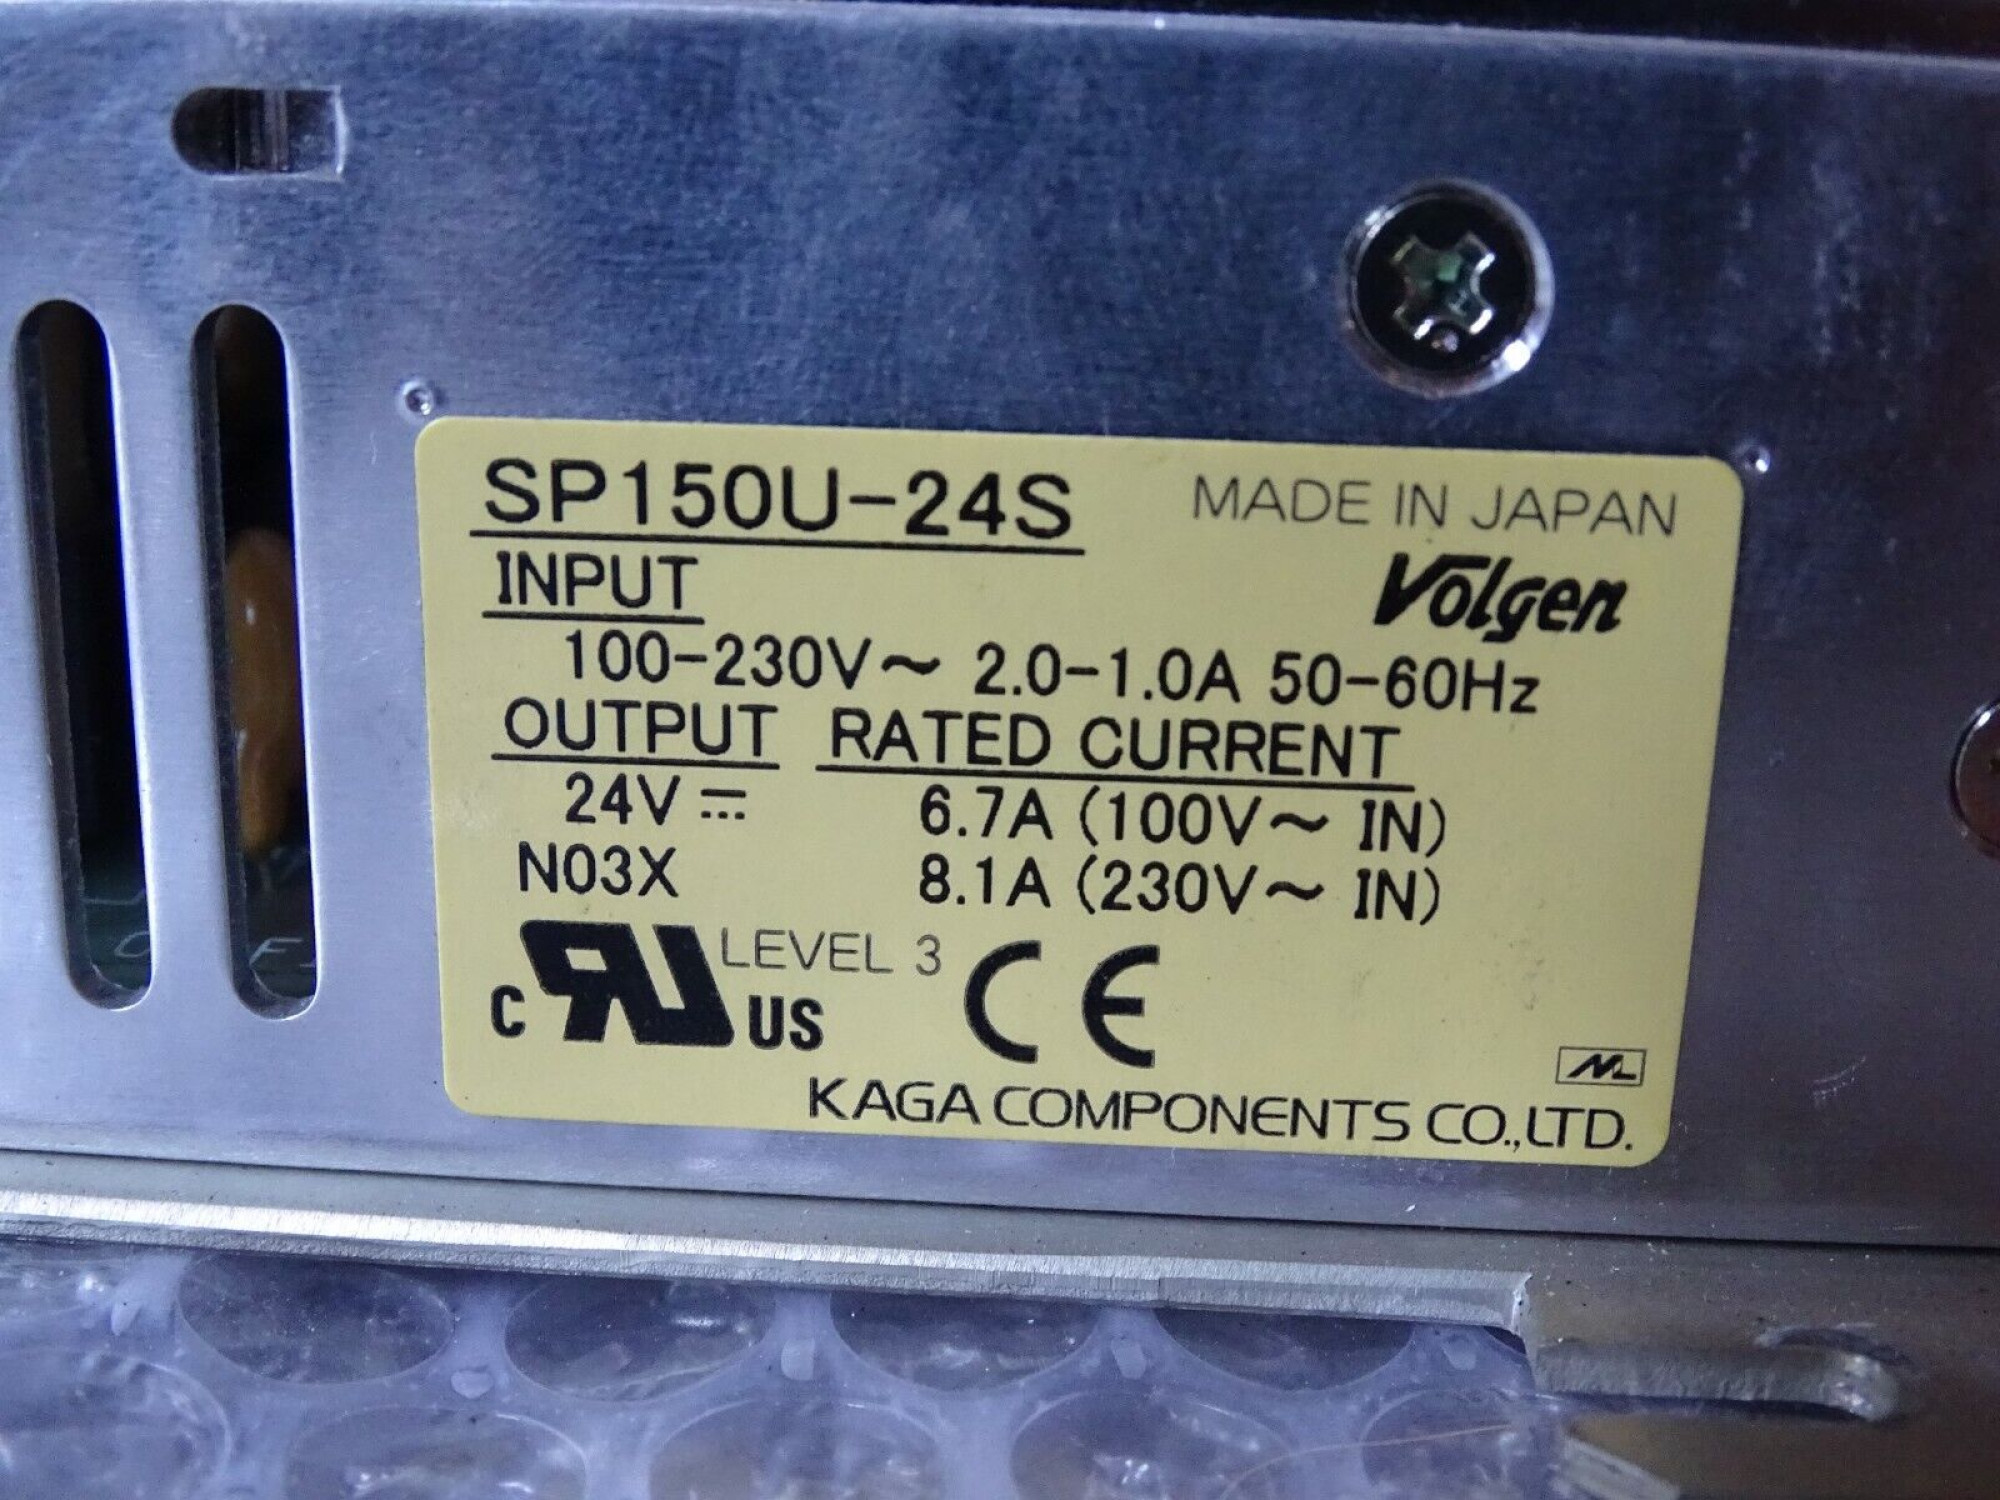 SP150U-24S MADE IN JAPAN
INPUT Volgen
100-230V～ 2.0-1.0A 50-60Hz
OUTPUT RATED CURRENT
24V⎓ 6.7A (100V～ IN)
N03X 8.1A (230V～ IN)
LEVEL 3
c RU US CE
KAGA COMPONENTS CO.,LTD.